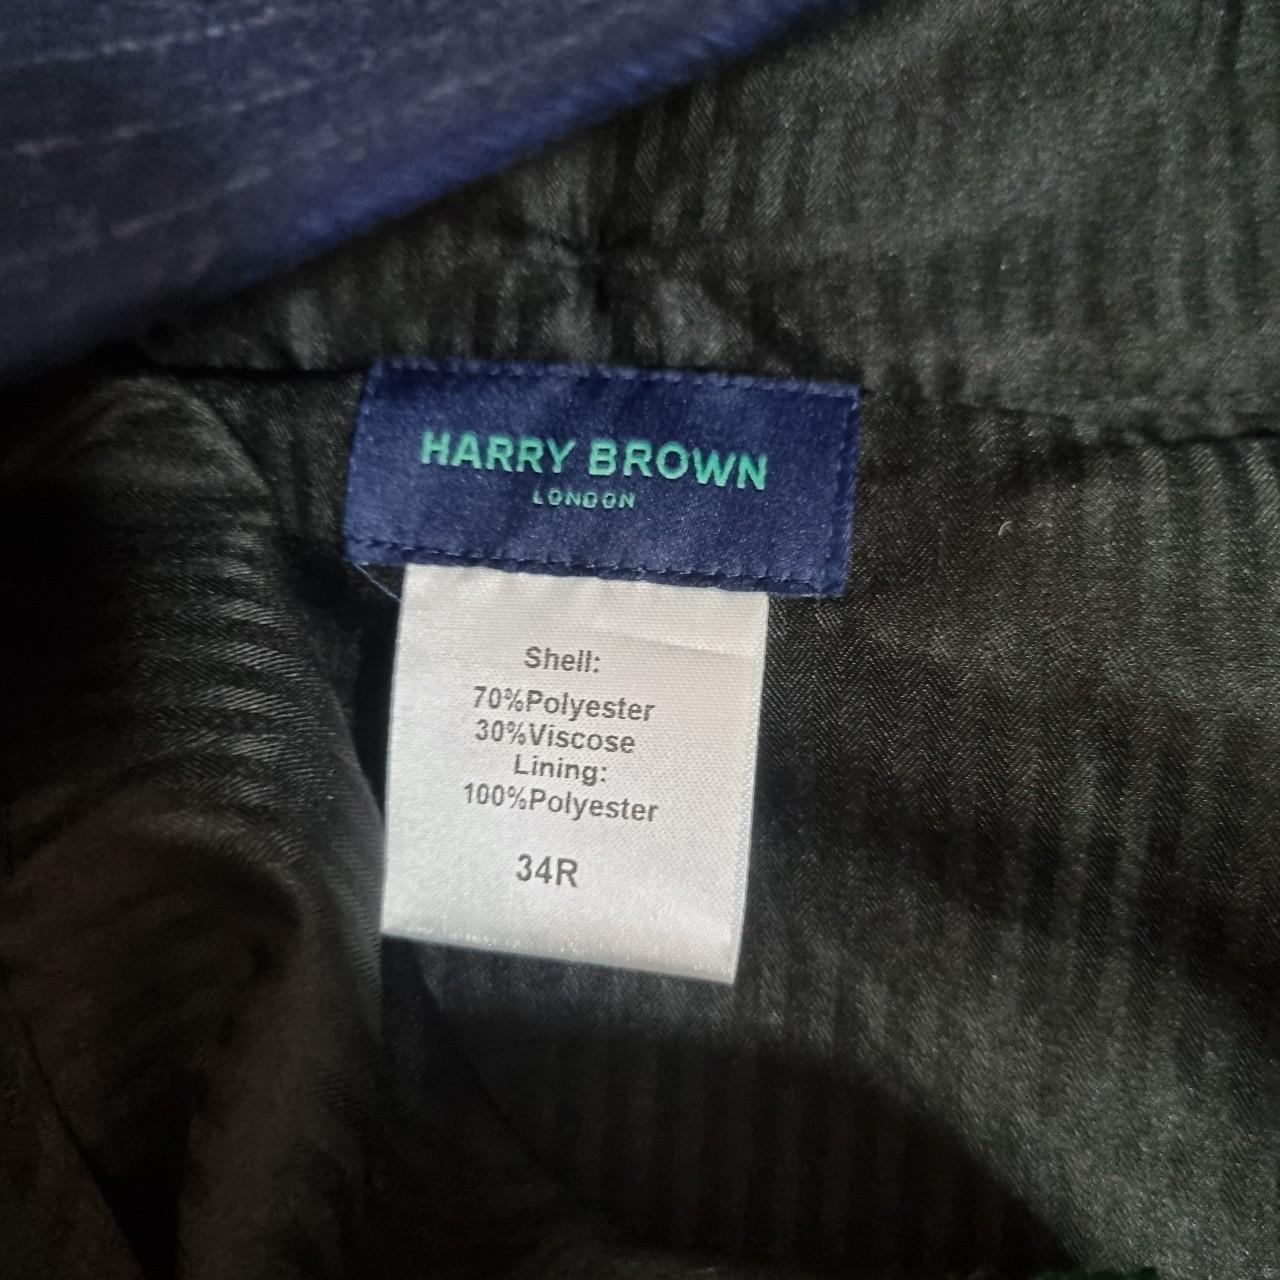 HARRY BROWN
LONDON
Shell:
70%Polyester
30%Viscose
Lining:
100%Polyester
34R